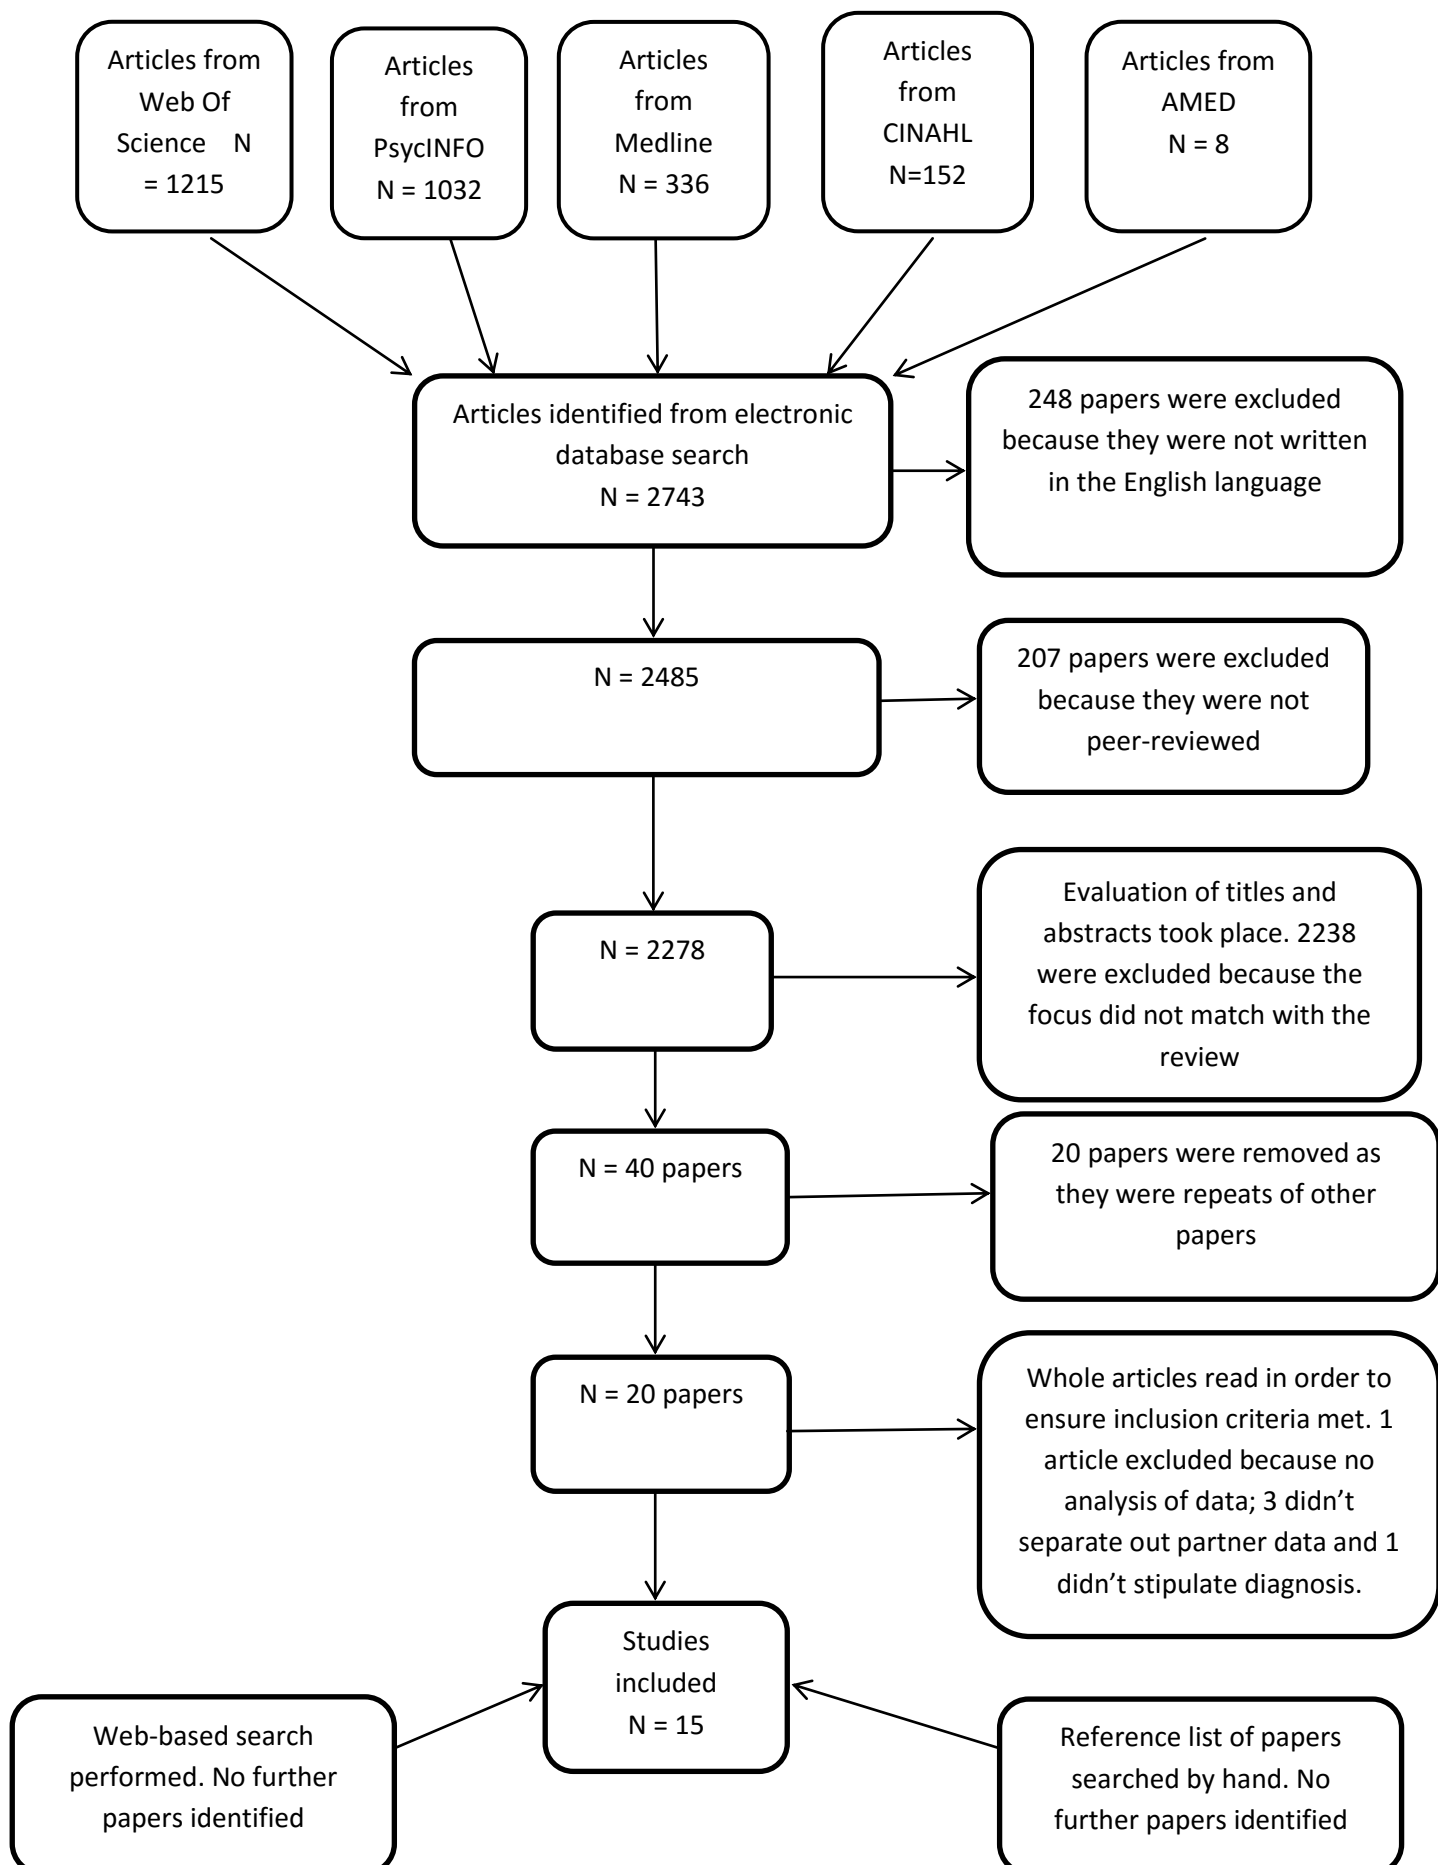 Articles from
Web Of
Science N
= 1215
Articles
from
PsycINFO
N = 1032
Articles
from
Medline
N = 336
Articles
from
CINAHL
N=152
Articles from
AMED
N = 8
Articles identified from electronic
database search
N = 2743
248 papers were excluded
because they were not written
in the English language
N = 2485
207 papers were excluded
because they were not
peer-reviewed
N = 2278
Evaluation of titles and
abstracts took place. 2238
were excluded because the
focus did not match with the
review
N = 40 papers
20 papers were removed as
they were repeats of other
papers
N = 20 papers
Whole articles read in order to
ensure inclusion criteria met. 1
article excluded because no
analysis of data; 3 didn’t
separate out partner data and 1
didn’t stipulate diagnosis.
Studies
included
N = 15
Web-based search
performed. No further
papers identified
Reference list of papers
searched by hand. No
further papers identified